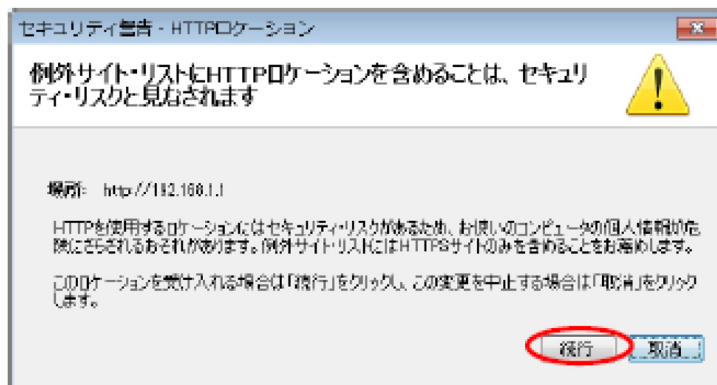 セキュリティ警告 - HTTPロケーション
例外サイト・リストにHTTPロケーションを含めることは、セキュリ
ティ・リスクと見なされます
場所: http://192.168.1.1
HTTPを使用するロケーションにはセキュリティ・リスクがあるため、お使いのコンピュータの個人情報が危
険にさらされるおそれがあります。例外サイト・リストにはHTTPSサイトのみを含めることをお薦めします。
このロケーションを受け入れる場合は「続行」をクリックし、この変更を中止する場合は「取消」をクリック
します。
続行
取消